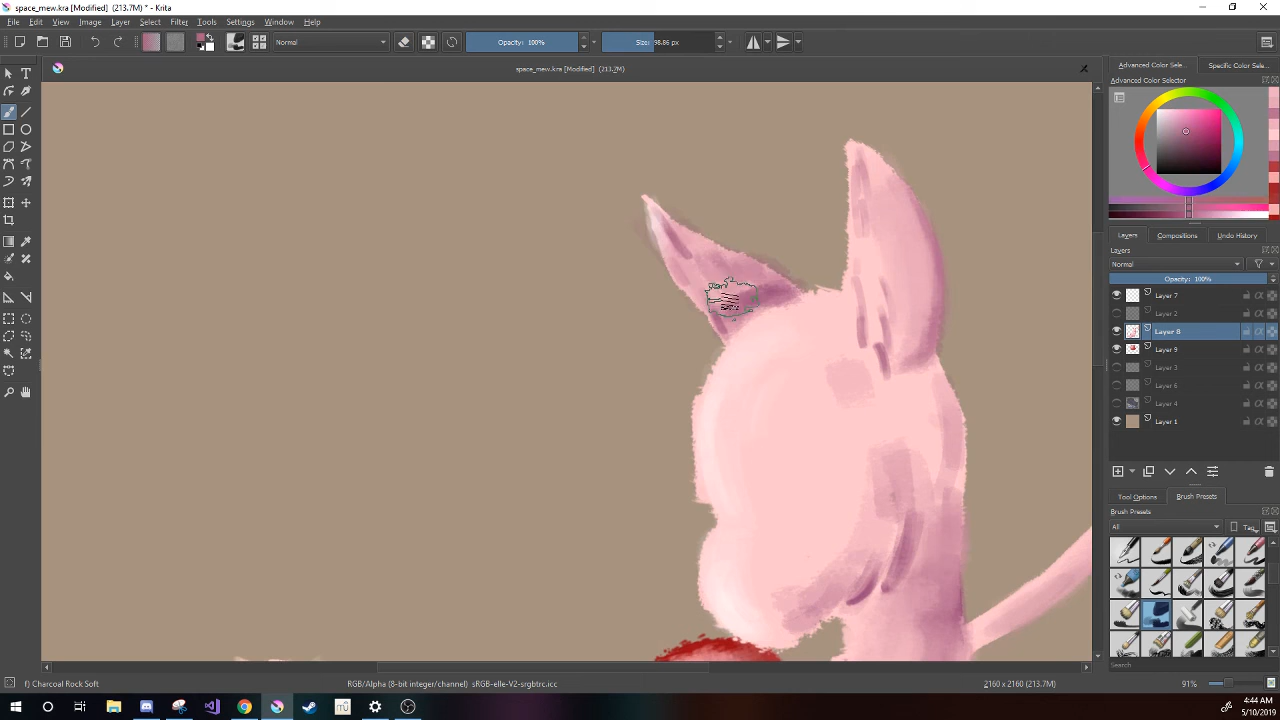 space_mew.kra [Modified] (213.7M) * - Krita
File Edit View Image Layer Select Filter Tools Settings Window Help
Normal Opacity: 100% Size: 98.86 px
space_mew.kra [Modified] (213.7M)
Advanced Color Sele... Specific Color Sele...
Advanced Color Selector
Layers Compositions Undo History
Layers
Normal
Opacity: 100%
Layer 7
Layer 2
Layer 8
Layer 9
Layer 3
Layer 6
Layer 4
Layer 1
Tool Options Brush Presets
Brush Presets
All Tag
Search
f) Charcoal Rock Soft RGB/Alpha (8-bit integer/channel) sRGB-elle-V2-srgbtrc.icc 2160 x 2160 (213.7M) 91%
4:44 AM
5/10/2019